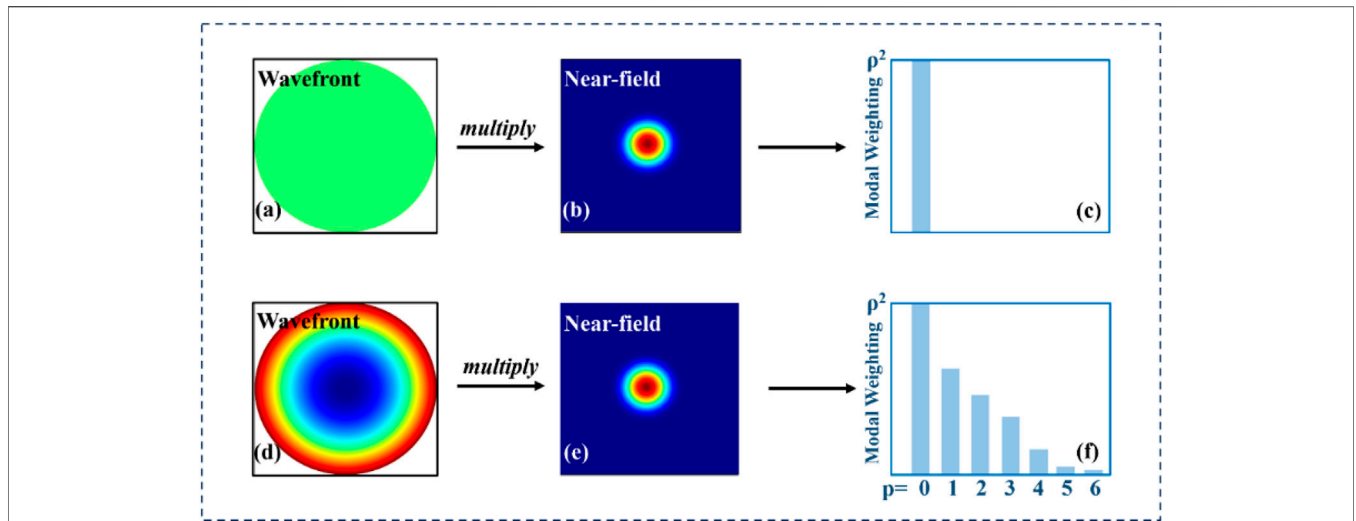 Wavefront
(a)
multiply
Near-field
(b)
Modal Weighting ρ²
(c)
Wavefront
(d)
multiply
Near-field
(e)
Modal Weighting ρ²
(f)
p= 0 1 2 3 4 5 6